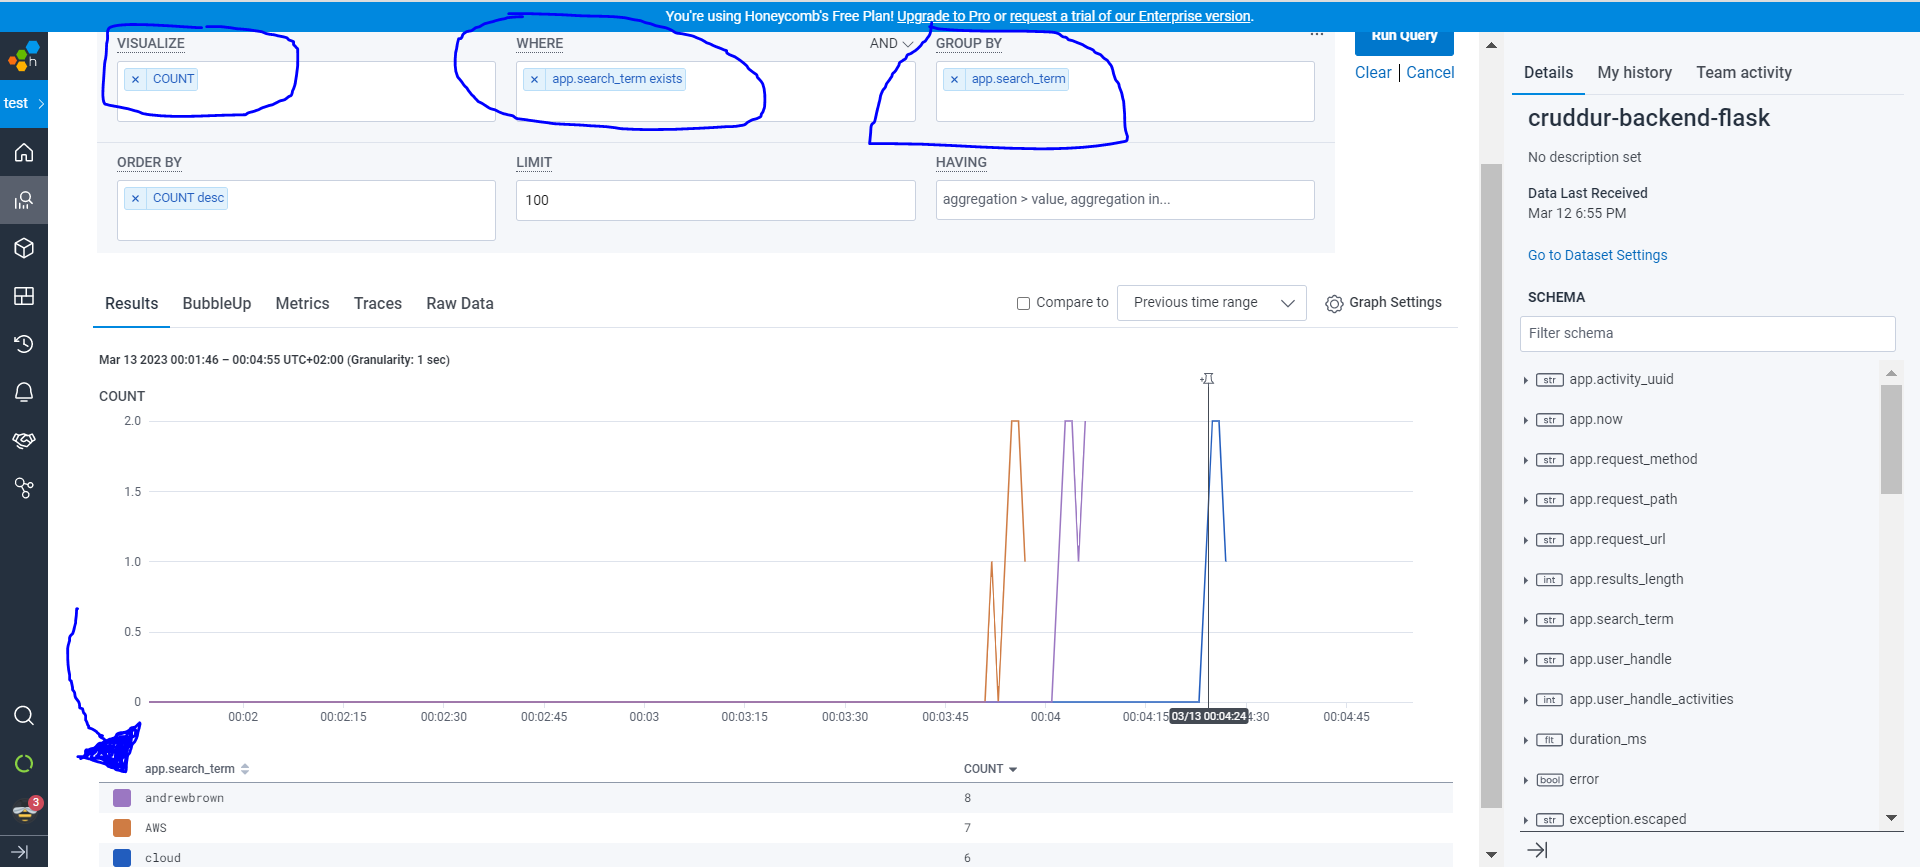 You're using Honeycomb's Free Plan! Upgrade to Pro or request a trial of our Enterprise version.
h
test
3
VISUALIZE
COUNT
WHERE
AND
app.search_term exists
GROUP BY
app.search_term
Run Query
Clear | Cancel
ORDER BY
COUNT desc
LIMIT
100
HAVING
aggregation > value, aggregation in...
Results BubbleUp Metrics Traces Raw Data
Compare to Previous time range Graph Settings
Mar 13 2023 00:01:46 – 00:04:55 UTC+02:00 (Granularity: 1 sec)
COUNT
2.0
1.5
1.0
0.5
0
00:02 00:02:15 00:02:30 00:02:45 00:03 00:03:15 00:03:30 00:03:45 00:04 00:04:15 03/13 00:04:24 4:30 00:04:45
app.search_term COUNT
andrewbrown 8
AWS 7
cloud 6
Details My history Team activity
cruddur-backend-flask
No description set
Data Last Received
Mar 12 6:55 PM
Go to Dataset Settings
SCHEMA
Filter schema
str app.activity_uuid
str app.now
str app.request_method
str app.request_path
str app.request_url
int app.results_length
str app.search_term
str app.user_handle
int app.user_handle_activities
flt duration_ms
bool error
str exception.escaped